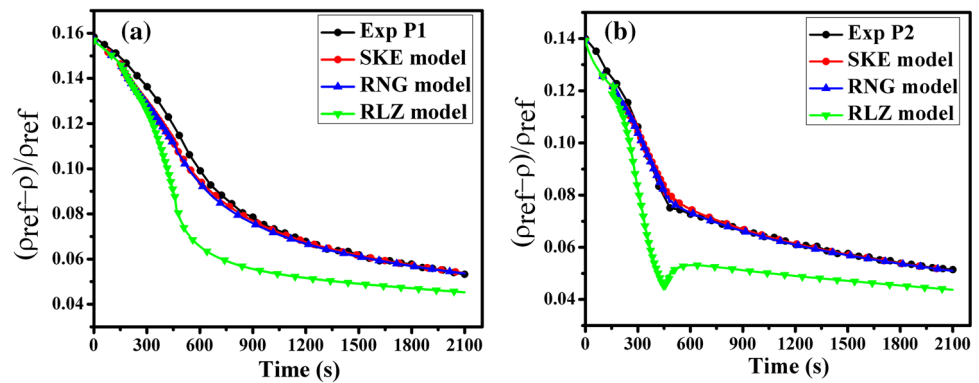 (a)
Exp P1
SKE model
RNG model
RLZ model
(ρref−ρ)/ρref
0.16
0.14
0.12
0.10
0.08
0.06
0.04
0 300 600 900 1200 1500 1800 2100
Time (s)
(b)
Exp P2
SKE model
RNG model
RLZ model
(ρref−ρ)/ρref
0.14
0.12
0.10
0.08
0.06
0.04
0 300 600 900 1200 1500 1800 2100
Time (s)